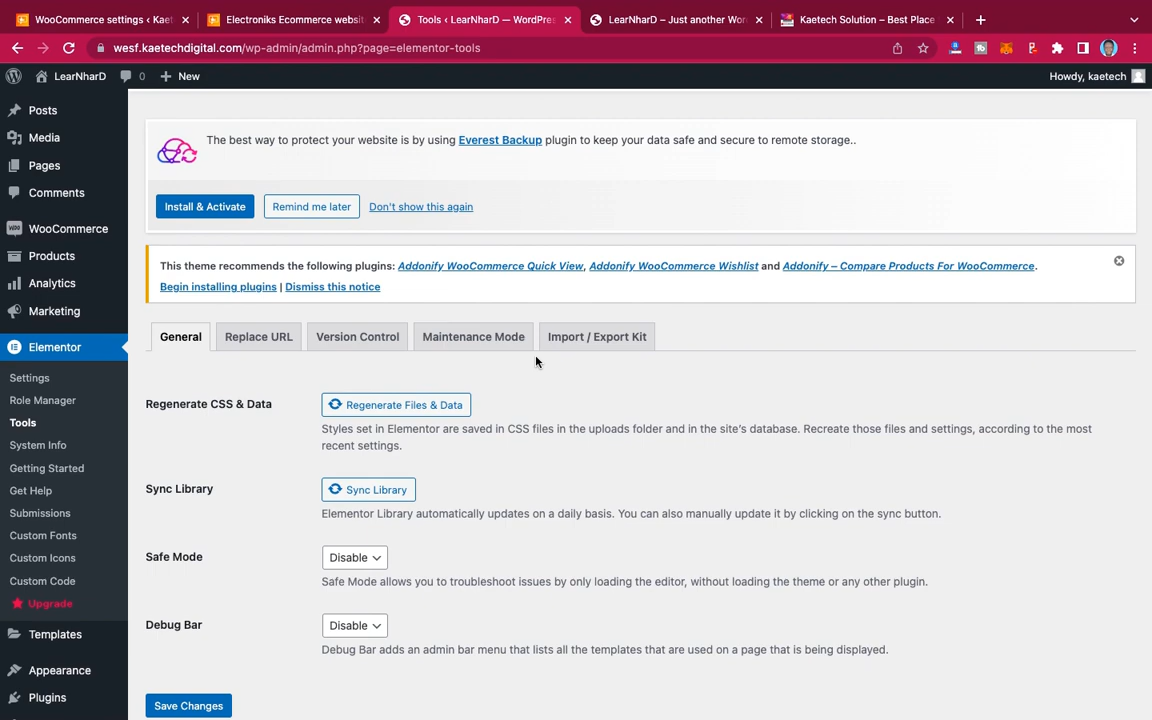 WooCommerce settings ‹ Kaet
Electroniks Ecommerce websit
Tools ‹ LearNharD — WordPres
LearNharD – Just another Wor
Kaetech Solution – Best Place
wesf.kaetechdigital.com/wp-admin/admin.php?page=elementor-tools
LearNharD
0
New
Howdy, kaetech
Posts
Media
Pages
Comments
WooCommerce
Products
Analytics
Marketing
Elementor
Settings
Role Manager
Tools
System Info
Getting Started
Get Help
Submissions
Custom Fonts
Custom Icons
Custom Code
Upgrade
Templates
Appearance
Plugins
The best way to protect your website is by using Everest Backup plugin to keep your data safe and secure to remote storage..
Install & Activate
Remind me later
Don't show this again
This theme recommends the following plugins: Addonify WooCommerce Quick View, Addonify WooCommerce Wishlist and Addonify – Compare Products For WooCommerce.
Begin installing plugins | Dismiss this notice
General
Replace URL
Version Control
Maintenance Mode
Import / Export Kit
Regenerate CSS & Data
Regenerate Files & Data
Styles set in Elementor are saved in CSS files in the uploads folder and in the site's database. Recreate those files and settings, according to the most
recent settings.
Sync Library
Sync Library
Elementor Library automatically updates on a daily basis. You can also manually update it by clicking on the sync button.
Safe Mode
Disable
Safe Mode allows you to troubleshoot issues by only loading the editor, without loading the theme or any other plugin.
Debug Bar
Disable
Debug Bar adds an admin bar menu that lists all the templates that are used on a page that is being displayed.
Save Changes